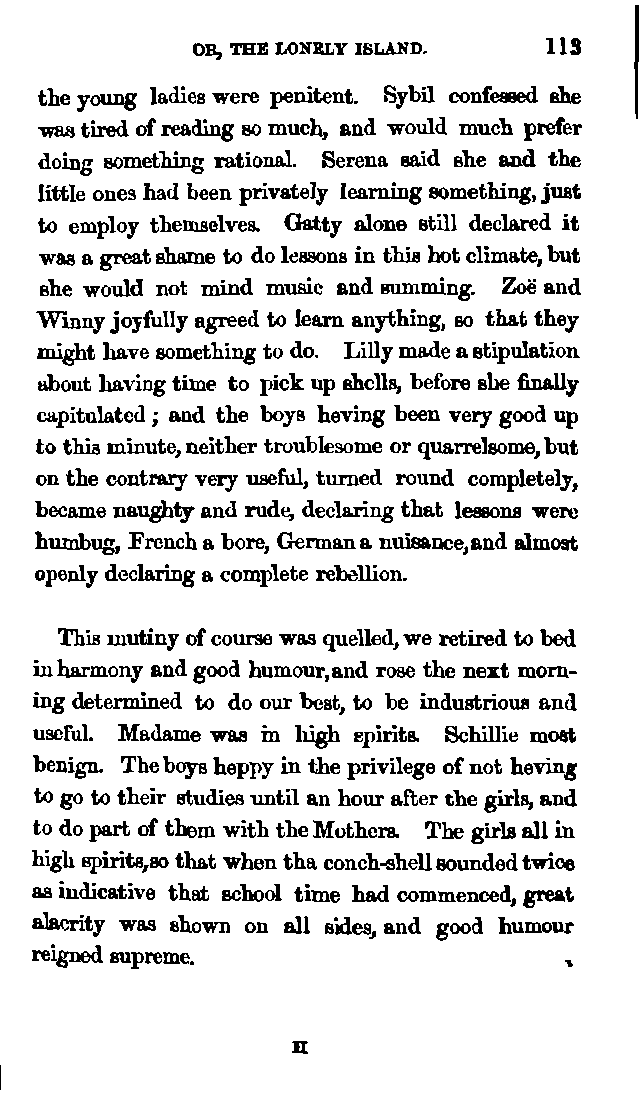 OR, THE LONELY ISLAND. 113
the young ladies were penitent. Sybil confessed she
was tired of reading so much, and would much prefer
doing something rational. Serena said she and the
little ones had been privately learning something, just
to employ themselves. Gatty alone still declared it
was a great shame to do lessons in this hot climate, but
she would not mind music and summing. Zoë and
Winny joyfully agreed to learn anything, so that they
might have something to do. Lilly made a stipulation
about having time to pick up shells, before she finally
capitulated; and the boys having been very good up
to this minute, neither troublesome or quarrelsome, but
on the contrary very useful, turned round completely,
became naughty and rude, declaring that lessons were
humbug, French a bore, German a nuisance, and almost
openly declaring a complete rebellion.
This mutiny of course was quelled, we retired to bed
in harmony and good humour, and rose the next morn-
ing determined to do our best, to be industrious and
useful. Madame was in high spirits. Schillie most
benign. The boys happy in the privilege of not having
to go to their studies until an hour after the girls, and
to do part of them with the Mothers. The girls all in
high spirits, so that when the conch-shell sounded twice
as indicative that school time had commenced, great
alacrity was shown on all sides, and good humour
reigned supreme.
H